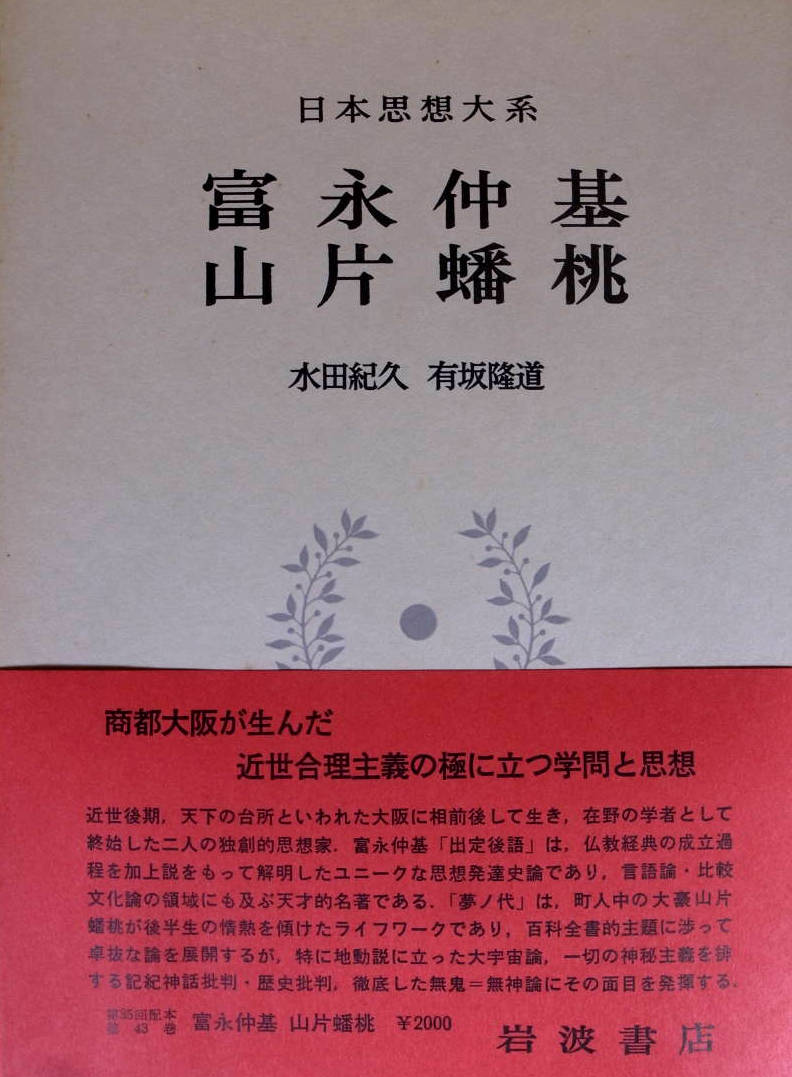 日本思想大系
富永仲基
山片蟠桃
水田紀久 有坂隆道
商都大阪が生んだ
近世合理主義の極に立つ学問と思想
近世後期，天下の台所といわれた大阪に相前後して生き，在野の学者として
終始した二人の独創的思想家．富永仲基「出定後語」は，仏教経典の成立過
程を加上説をもって解明したユニークな思想発達史論であり，言語論・比較
文化論の領域にも及ぶ天才的名著である．「夢ノ代」は，町人中の大豪山片
蟠桃が後半生の情熱を傾けたライフワークであり，百科全書的主題に渉って
卓抜な論を展開するが，特に地動説に立った大宇宙論，一切の神秘主義を排
する記紀神話批判・歴史批判，徹底した無鬼＝無神論にその面目を発揮する．
第35回配本
第 43 巻
富永仲基 山片蟠桃 ￥2000
岩波書店